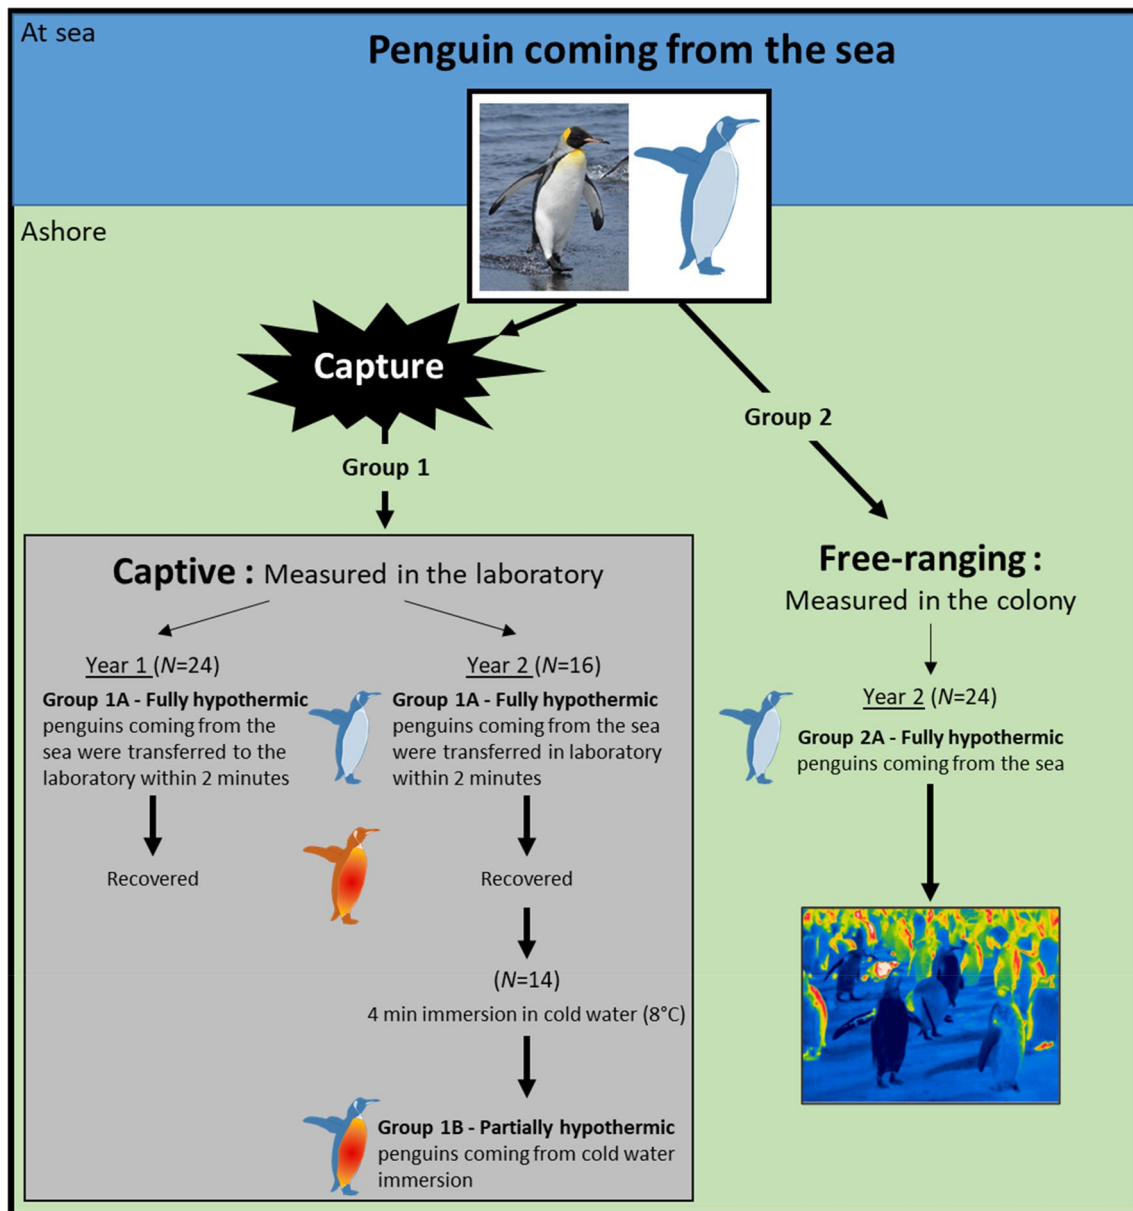 At sea
Penguin coming from the sea
Ashore
Capture
Group 1
Group 2
Captive : Measured in the laboratory
Year 1 (N=24)
Group 1A - Fully hypothermic
penguins coming from the
sea were transferred to the
laboratory within 2 minutes
Recovered
Year 2 (N=16)
Group 1A - Fully hypothermic
penguins coming from the sea
were transferred in laboratory
within 2 minutes
Recovered
(N=14)
4 min immersion in cold water (8°C)
Group 1B - Partially hypothermic
penguins coming from cold water
immersion
Free-ranging :
Measured in the colony
Year 2 (N=24)
Group 2A - Fully hypothermic
penguins coming from the sea